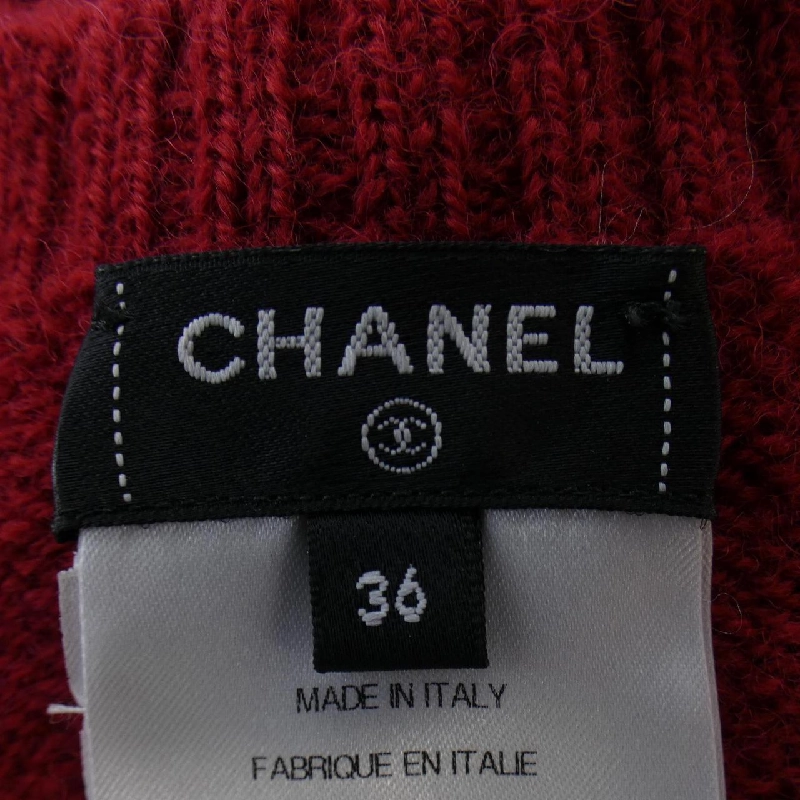 CHANEL
36
MADE IN ITALY
FABRIQUE EN ITALIE